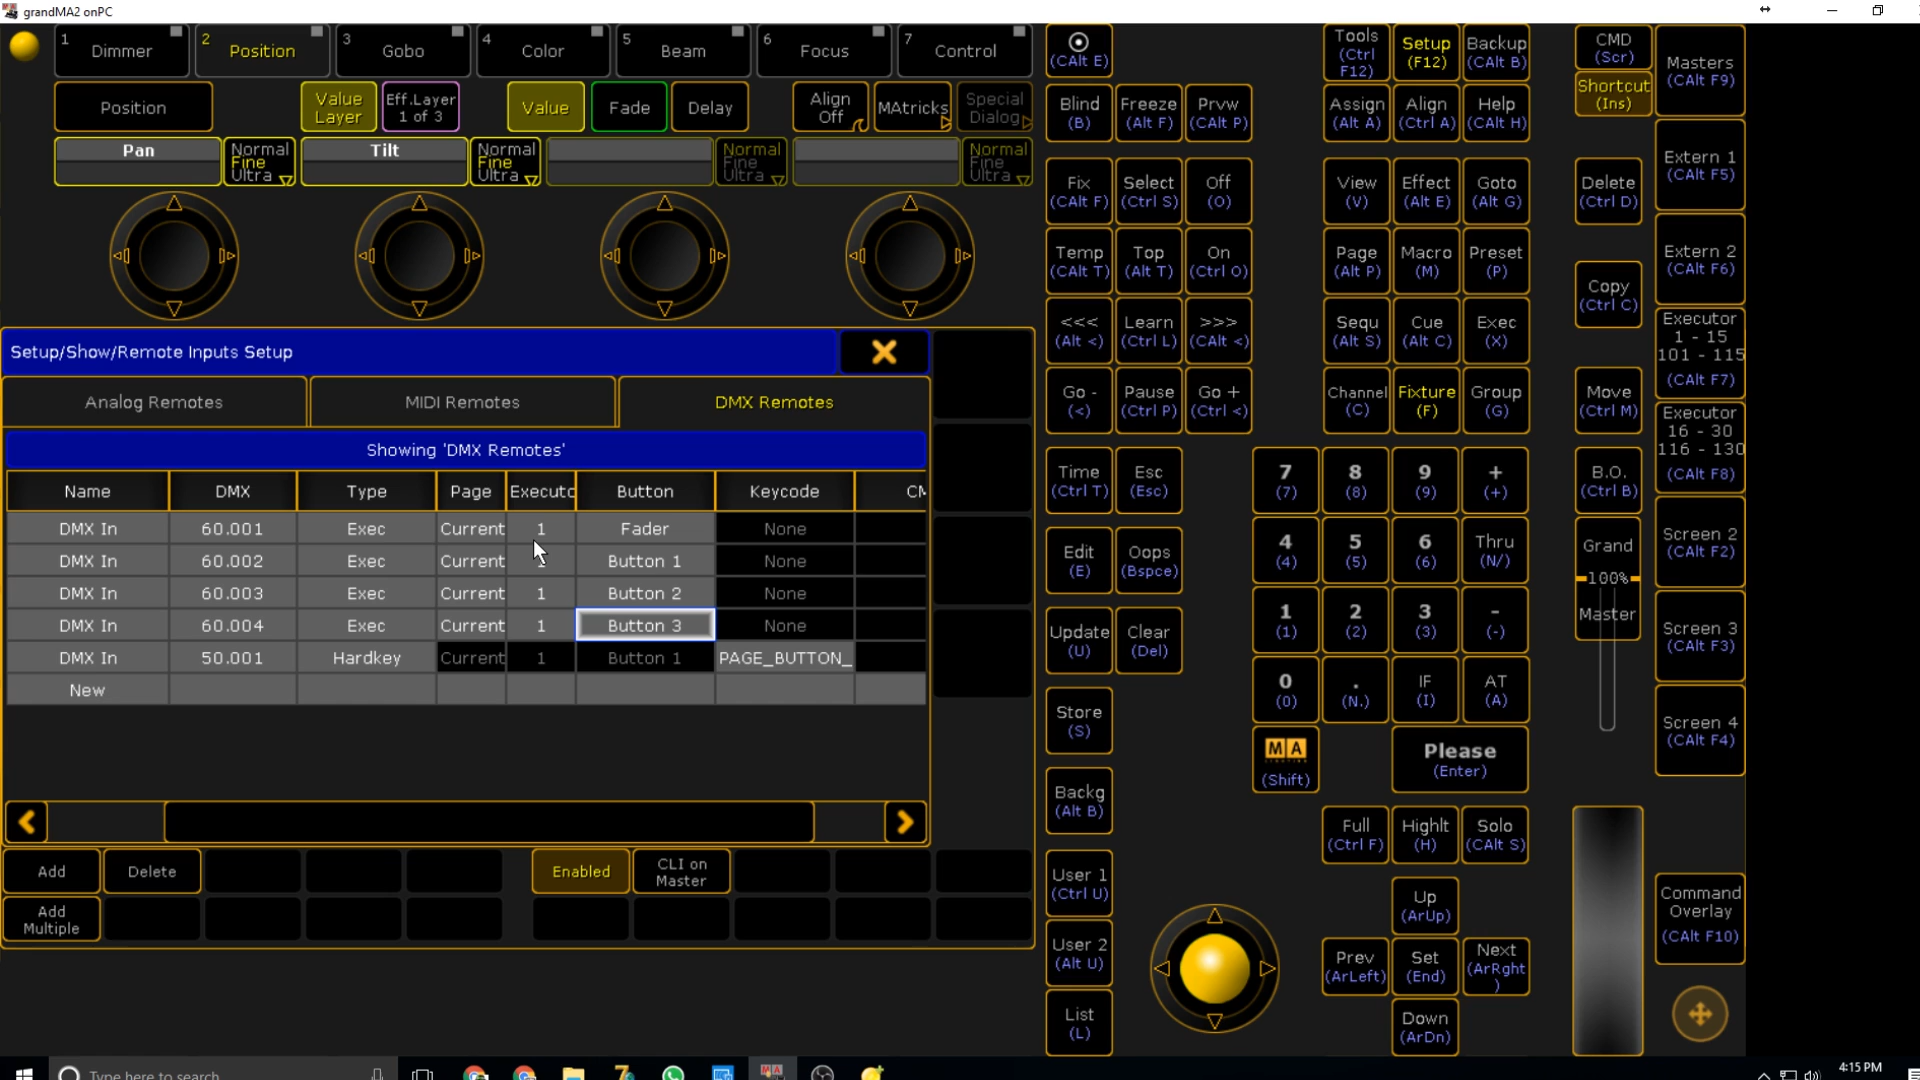 grandMA2 onPC
1 Dimmer
2 Position
3 Gobo
4 Color
5 Beam
6 Focus
7 Control
Position
Value
Layer
Eff.Layer
1 of 3
Value
Fade
Delay
Align
Off
MAtricks
Special
Dialog
Pan
Normal
Fine
Ultra
Tilt
Normal
Fine
Ultra
Normal
Fine
Ultra
Normal
Fine
Ultra
Setup/Show/Remote Inputs Setup
Analog Remotes
MIDI Remotes
DMX Remotes
Showing 'DMX Remotes'
Name DMX Type Page Executo Button Keycode CM
DMX In 60.001 Exec Current 1 Fader None
DMX In 60.002 Exec Current Button 1 None
DMX In 60.003 Exec Current 1 Button 2 None
DMX In 60.004 Exec Current 1 Button 3 None
DMX In 50.001 Hardkey Current 1 Button 1 PAGE_BUTTON_
New
Add
Delete
Enabled
CLI on
Master
Add
Multiple
(CAlt E)
Tools
(Ctrl
F12)
Setup
(F12)
Backup
(CAlt B)
CMD
(Scr)
Shortcut
(Ins)
Masters
(CAlt F9)
Blind
(B)
Freeze
(Alt F)
Prvw
(CAlt P)
Assign
(Alt A)
Align
(Ctrl A)
Help
(CAlt H)
Extern 1
(CAlt F5)
Fix
(CAlt F)
Select
(Ctrl S)
Off
(O)
View
(V)
Effect
(Alt E)
Goto
(Alt G)
Delete
(Ctrl D)
Extern 2
(CAlt F6)
Temp
(CAlt T)
Top
(Alt T)
On
(Ctrl O)
Page
(Alt P)
Macro
(M)
Preset
(P)
Copy
(Ctrl C)
Executor
1 - 15
101 - 115
(CAlt F7)
<<<
(Alt <)
Learn
(Ctrl L)
>>>
(CAlt <)
Sequ
(Alt S)
Cue
(Alt C)
Exec
(X)
Go -
(<)
Pause
(Ctrl P)
Go +
(Ctrl <)
Channel
(C)
Fixture
(F)
Group
(G)
Move
(Ctrl M)
Executor
16 - 30
116 - 130
(CAlt F8)
Time
(Ctrl T)
Esc
(Esc)
7
(7)
8
(8)
9
(9)
+
(+)
B.O.
(Ctrl B)
Screen 2
(CAlt F2)
Edit
(E)
Oops
(Bspce)
4
(4)
5
(5)
6
(6)
Thru
(N/)
Grand
100%
Master
Update
(U)
Clear
(Del)
1
(1)
2
(2)
3
(3)
-
(-)
Screen 3
(CAlt F3)
Store
(S)
0
(0)
.
(N.)
IF
(I)
AT
(A)
Screen 4
(CAlt F4)
MA
(Shift)
Please
(Enter)
Backg
(Alt B)
Full
(Ctrl F)
Highlt
(H)
Solo
(CAlt S)
User 1
(Ctrl U)
Up
(ArUp)
Command
Overlay
(CAlt F10)
User 2
(Alt U)
Prev
(ArLeft)
Set
(End)
Next
(ArRght
)
List
(L)
Down
(ArDn)
Type here to search
4:15 PM